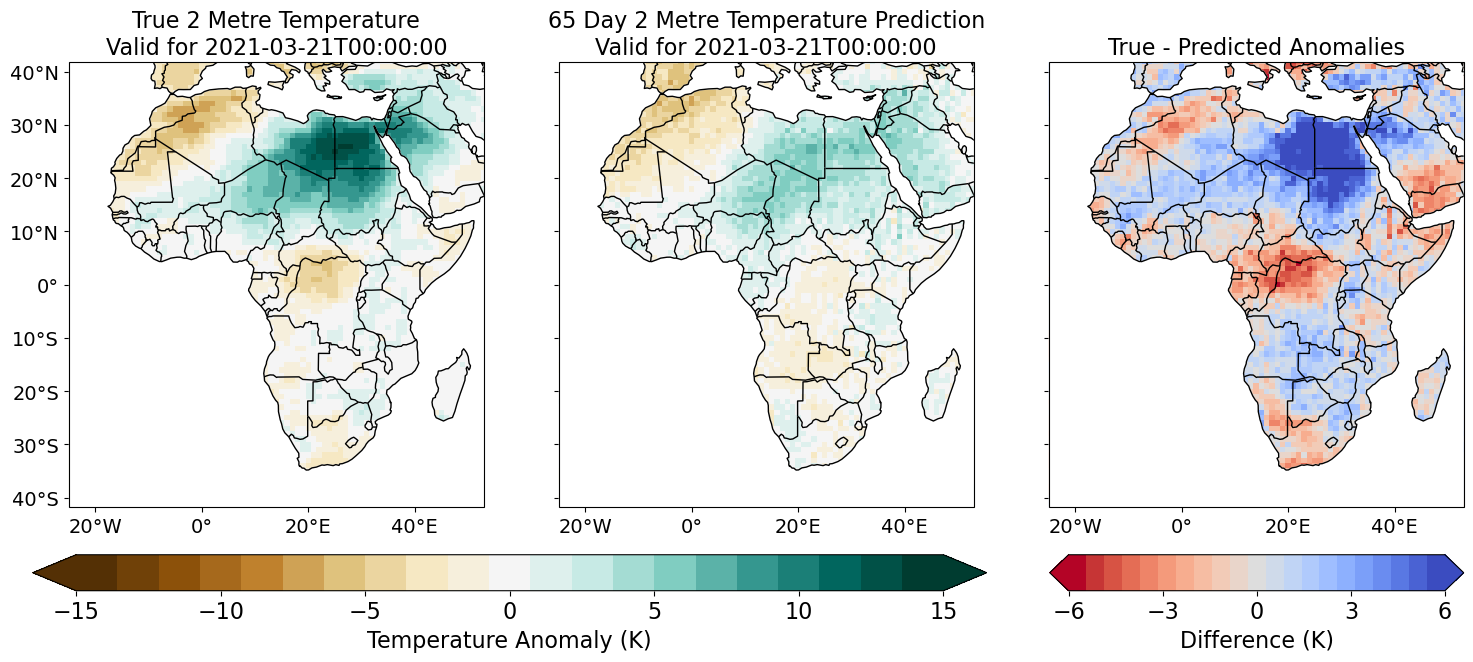 True 2 Metre Temperature
Valid for 2021-03-21T00:00:00
65 Day 2 Metre Temperature Prediction
Valid for 2021-03-21T00:00:00
True - Predicted Anomalies
40°N
30°N
20°N
10°N
0°
10°S
20°S
30°S
40°S
20°W 0° 20°E 40°E
20°W 0° 20°E 40°E
20°W 0° 20°E 40°E
−15 −10 −5 0 5 10 15
Temperature Anomaly (K)
−6 −3 0 3 6
Difference (K)